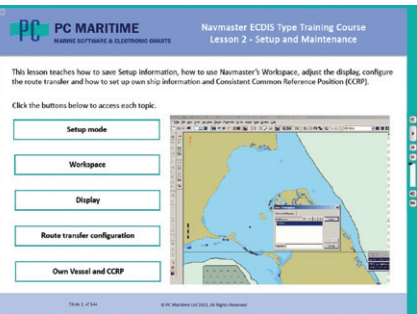 PC MARITIME
MARINE SOFTWARE & ELECTRONIC CHARTS
Navmaster ECDIS Type Training Course
Lesson 2 - Setup and Maintenance
This lesson teaches how to save Setup information, how to use Navmaster's Workspace, adjust the display, configure
the route transfer and how to set up own ship information and Consistent Common Reference Position (CCRP).
Click the buttons below to access each topic.
Setup mode
Workspace
Display
Route transfer configuration
Own Vessel and CCRP
© PC Maritime Ltd 2012, All Rights Reserved